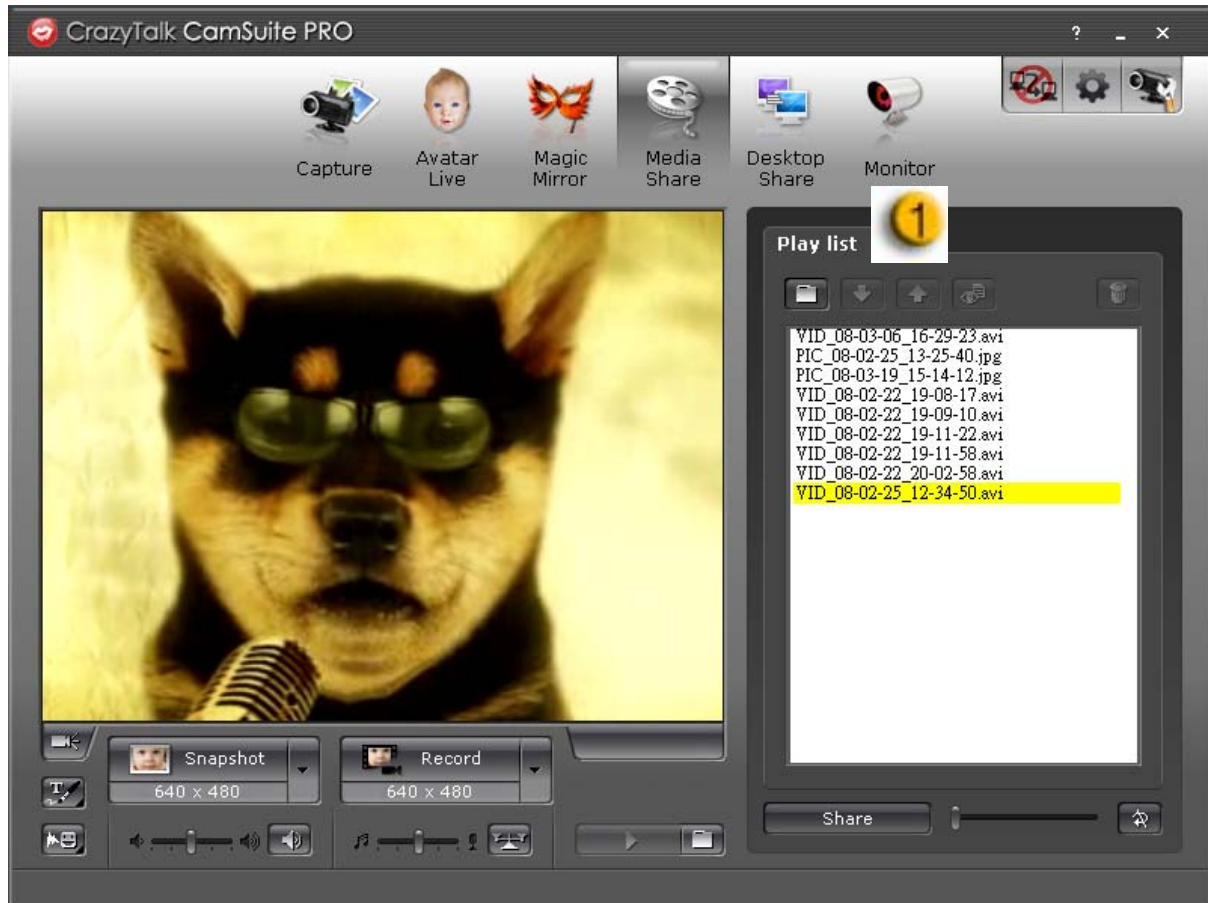 CrazyTalk CamSuite PRO
?
Capture
Avatar
Live
Magic
Mirror
Media
Share
Desktop
Share
Monitor
1
Play list
VID_08-03-06_16-29-23.avi
PIC_08-02-25_13-25-40.jpg
PIC_08-03-19_15-14-12.jpg
VID_08-02-22_19-08-17.avi
VID_08-02-22_19-09-10.avi
VID_08-02-22_19-11-22.avi
VID_08-02-22_19-11-58.avi
VID_08-02-22_20-02-58.avi
VID_08-02-25_12-34-50.avi
Snapshot
640 x 480
Record
640 x 480
T
Share